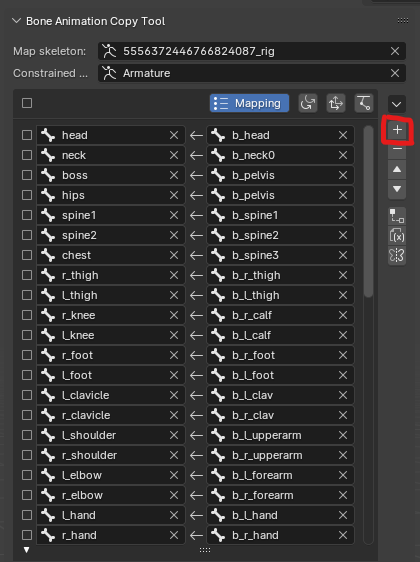 Bone Animation Copy Tool
Map skeleton: 5556372446766824087_rig
Constrained ... Armature
Mapping
head b_head
neck b_neck0
boss b_pelvis
hips b_pelvis
spine1 b_spine1
spine2 b_spine2
chest b_spine3
r_thigh b_r_thigh
l_thigh b_l_thigh
r_knee b_r_calf
l_knee b_l_calf
r_foot b_r_foot
l_foot b_l_foot
l_clavicle b_l_clav
r_clavicle b_r_clav
l_shoulder b_l_upperarm
r_shoulder b_r_upperarm
l_elbow b_l_forearm
r_elbow b_r_forearm
l_hand b_l_hand
r_hand b_r_hand